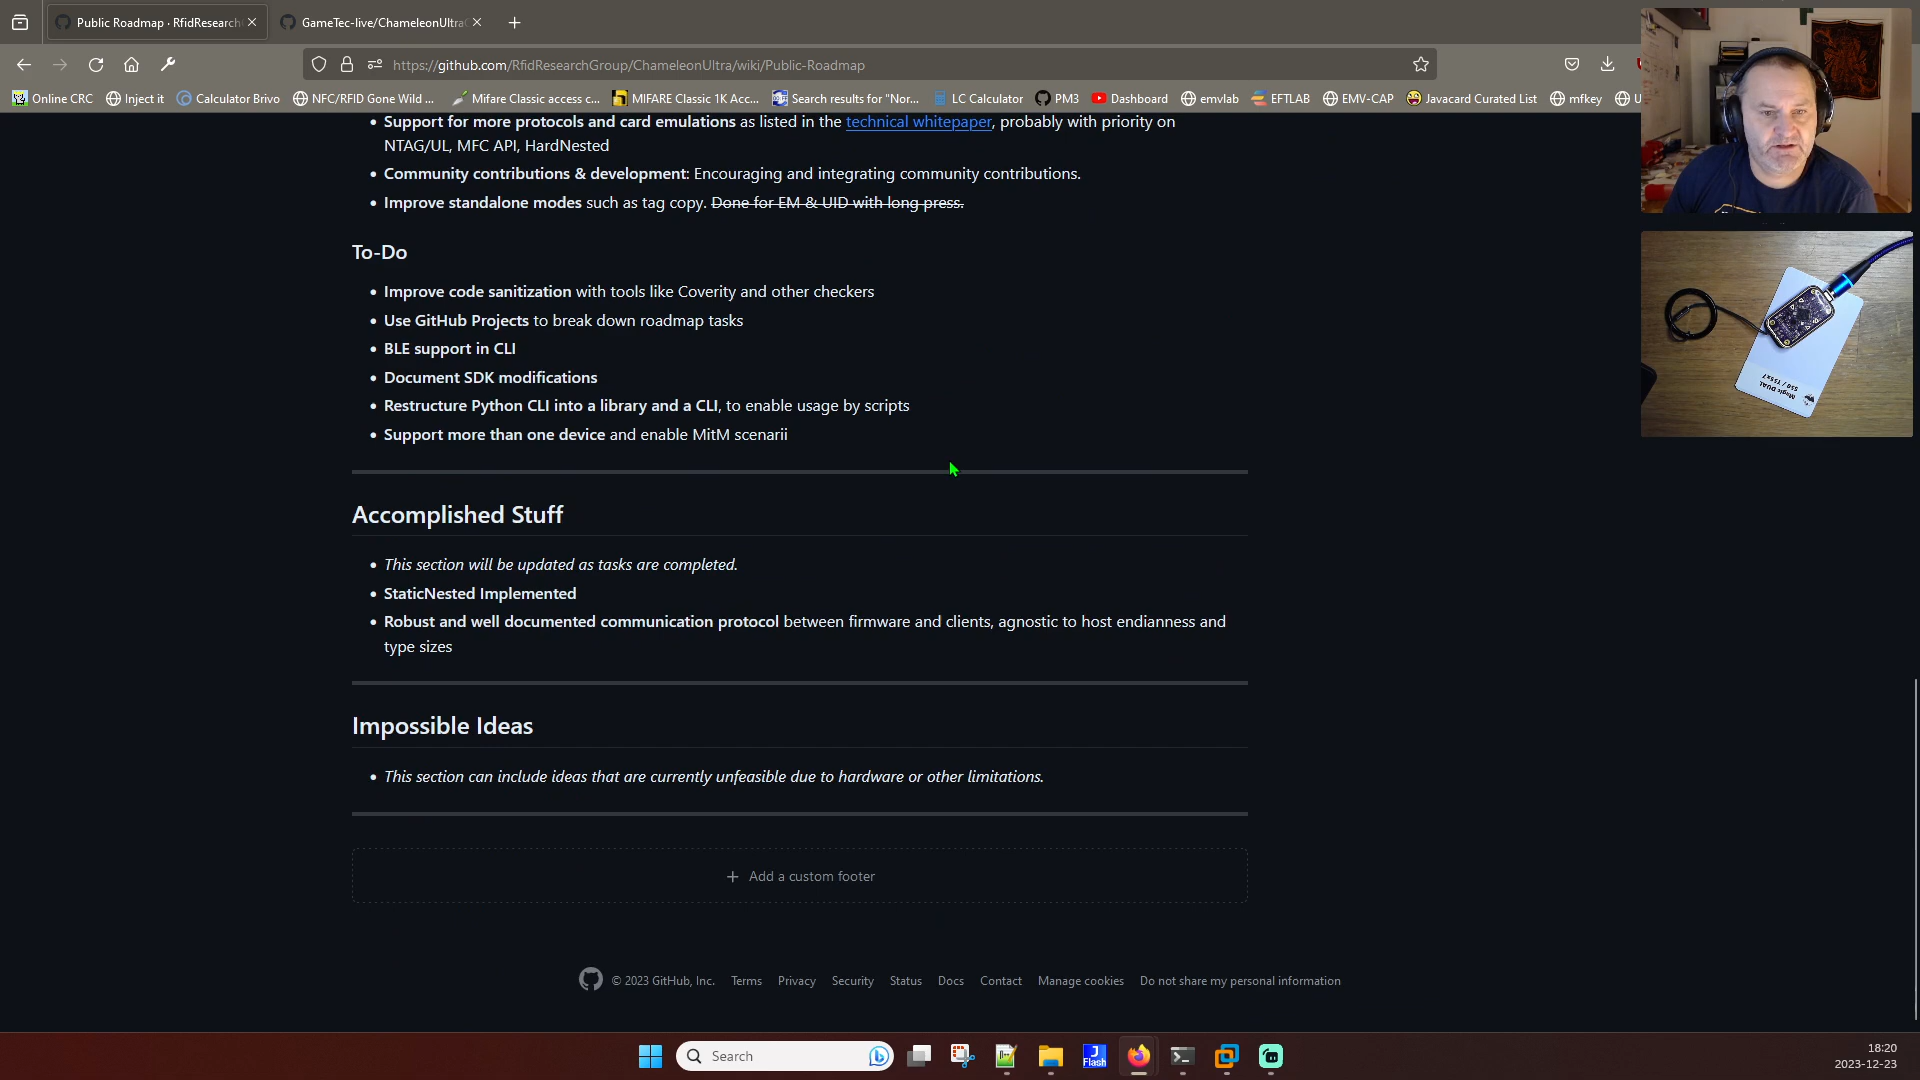 Public Roadmap · RfidResearch
GameTec-live/ChameleonUltra
https://github.com/RfidResearchGroup/ChameleonUltra/wiki/Public-Roadmap
Online CRC
Inject it
Calculator Brivo
NFC/RFID Gone Wild ...
Mifare Classic access c...
MIFARE Classic 1K Acc...
Search results for "Nor...
LC Calculator
PM3
Dashboard
emvlab
EFTLAB
EMV-CAP
Javacard Curated List
mfkey
U
• Support for more protocols and card emulations as listed in the technical whitepaper, probably with priority on
NTAG/UL, MFC API, HardNested
• Community contributions & development: Encouraging and integrating community contributions.
• Improve standalone modes such as tag copy. Done for EM & UID with long press.
To-Do
• Improve code sanitization with tools like Coverity and other checkers
• Use GitHub Projects to break down roadmap tasks
• BLE support in CLI
• Document SDK modifications
• Restructure Python CLI into a library and a CLI, to enable usage by scripts
• Support more than one device and enable MitM scenarii
Accomplished Stuff
• This section will be updated as tasks are completed.
• StaticNested Implemented
• Robust and well documented communication protocol between firmware and clients, agnostic to host endianness and
type sizes
Impossible Ideas
• This section can include ideas that are currently unfeasible due to hardware or other limitations.
+ Add a custom footer
© 2023 GitHub, Inc.
Terms
Privacy
Security
Status
Docs
Contact
Manage cookies
Do not share my personal information
Magic DUAL
S50 / T55x7
Search
J
Flash
18:20
2023-12-23